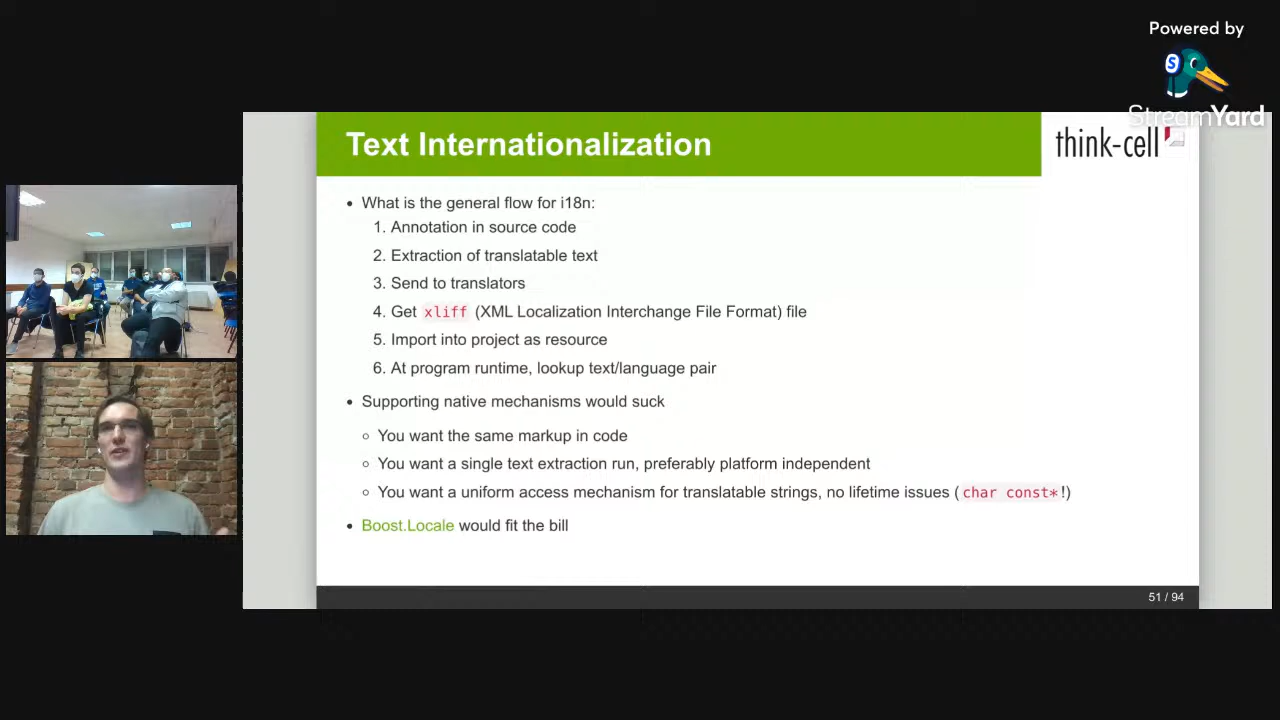 Powered by
S
StreamYard
Text Internationalization
think-cell
• What is the general flow for i18n:
1. Annotation in source code
2. Extraction of translatable text
3. Send to translators
4. Get xliff (XML Localization Interchange File Format) file
5. Import into project as resource
6. At program runtime, lookup text/language pair
• Supporting native mechanisms would suck
◦ You want the same markup in code
◦ You want a single text extraction run, preferably platform independent
◦ You want a uniform access mechanism for translatable strings, no lifetime issues (char const*!)
• Boost.Locale would fit the bill
51 / 94